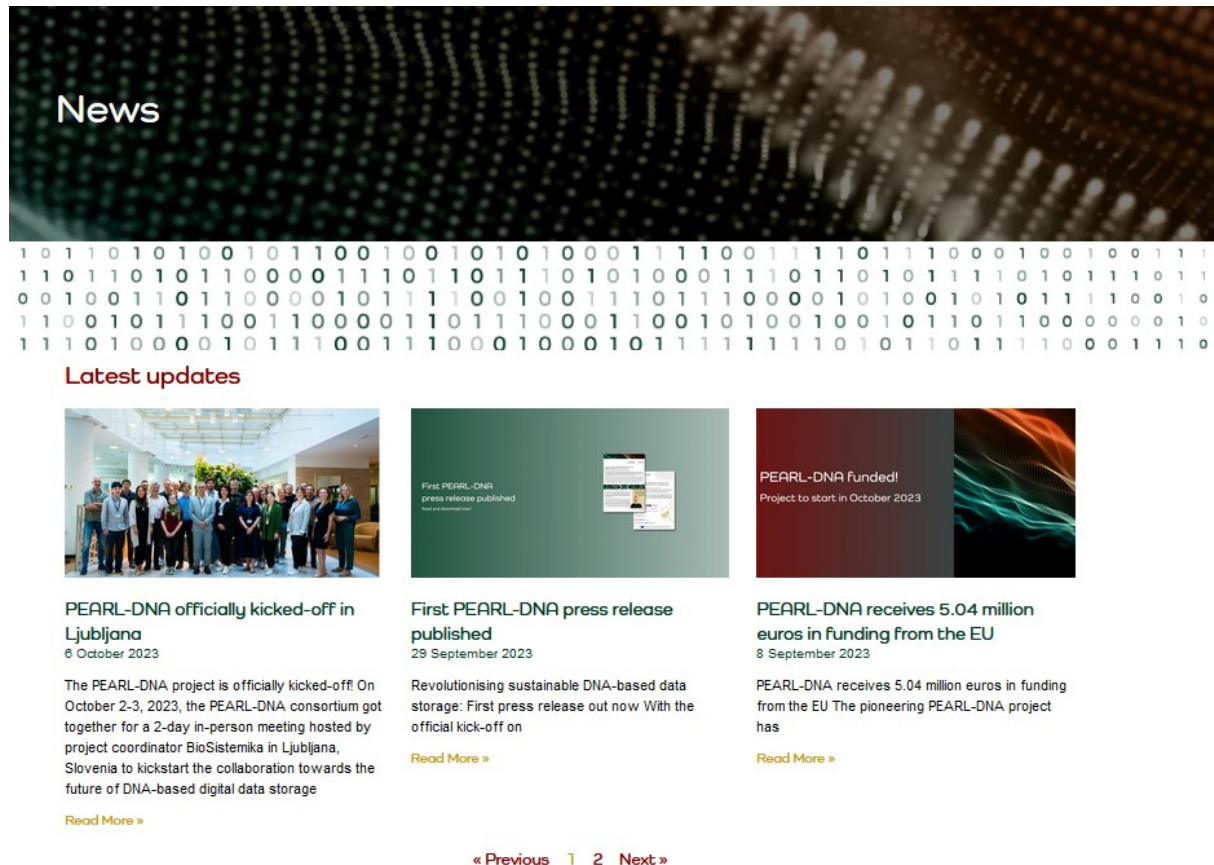 News
Latest updates
First PEARL-DNA
press release published
Read and download now!
PEARL-DNA funded!
Project to start in October 2023
PEARL-DNA officially kicked-off in
Ljubljana
6 October 2023
The PEARL-DNA project is officially kicked-off! On
October 2-3, 2023, the PEARL-DNA consortium got
together for a 2-day in-person meeting hosted by
project coordinator BioSistemika in Ljubljana,
Slovenia to kickstart the collaboration towards the
future of DNA-based digital data storage
Read More »
First PEARL-DNA press release
published
29 September 2023
Revolutionising sustainable DNA-based data
storage: First press release out now With the
official kick-off on
Read More »
PEARL-DNA receives 5.04 million
euros in funding from the EU
8 September 2023
PEARL-DNA receives 5.04 million euros in funding
from the EU The pioneering PEARL-DNA project
has
Read More »
« Previous 1 2 Next »